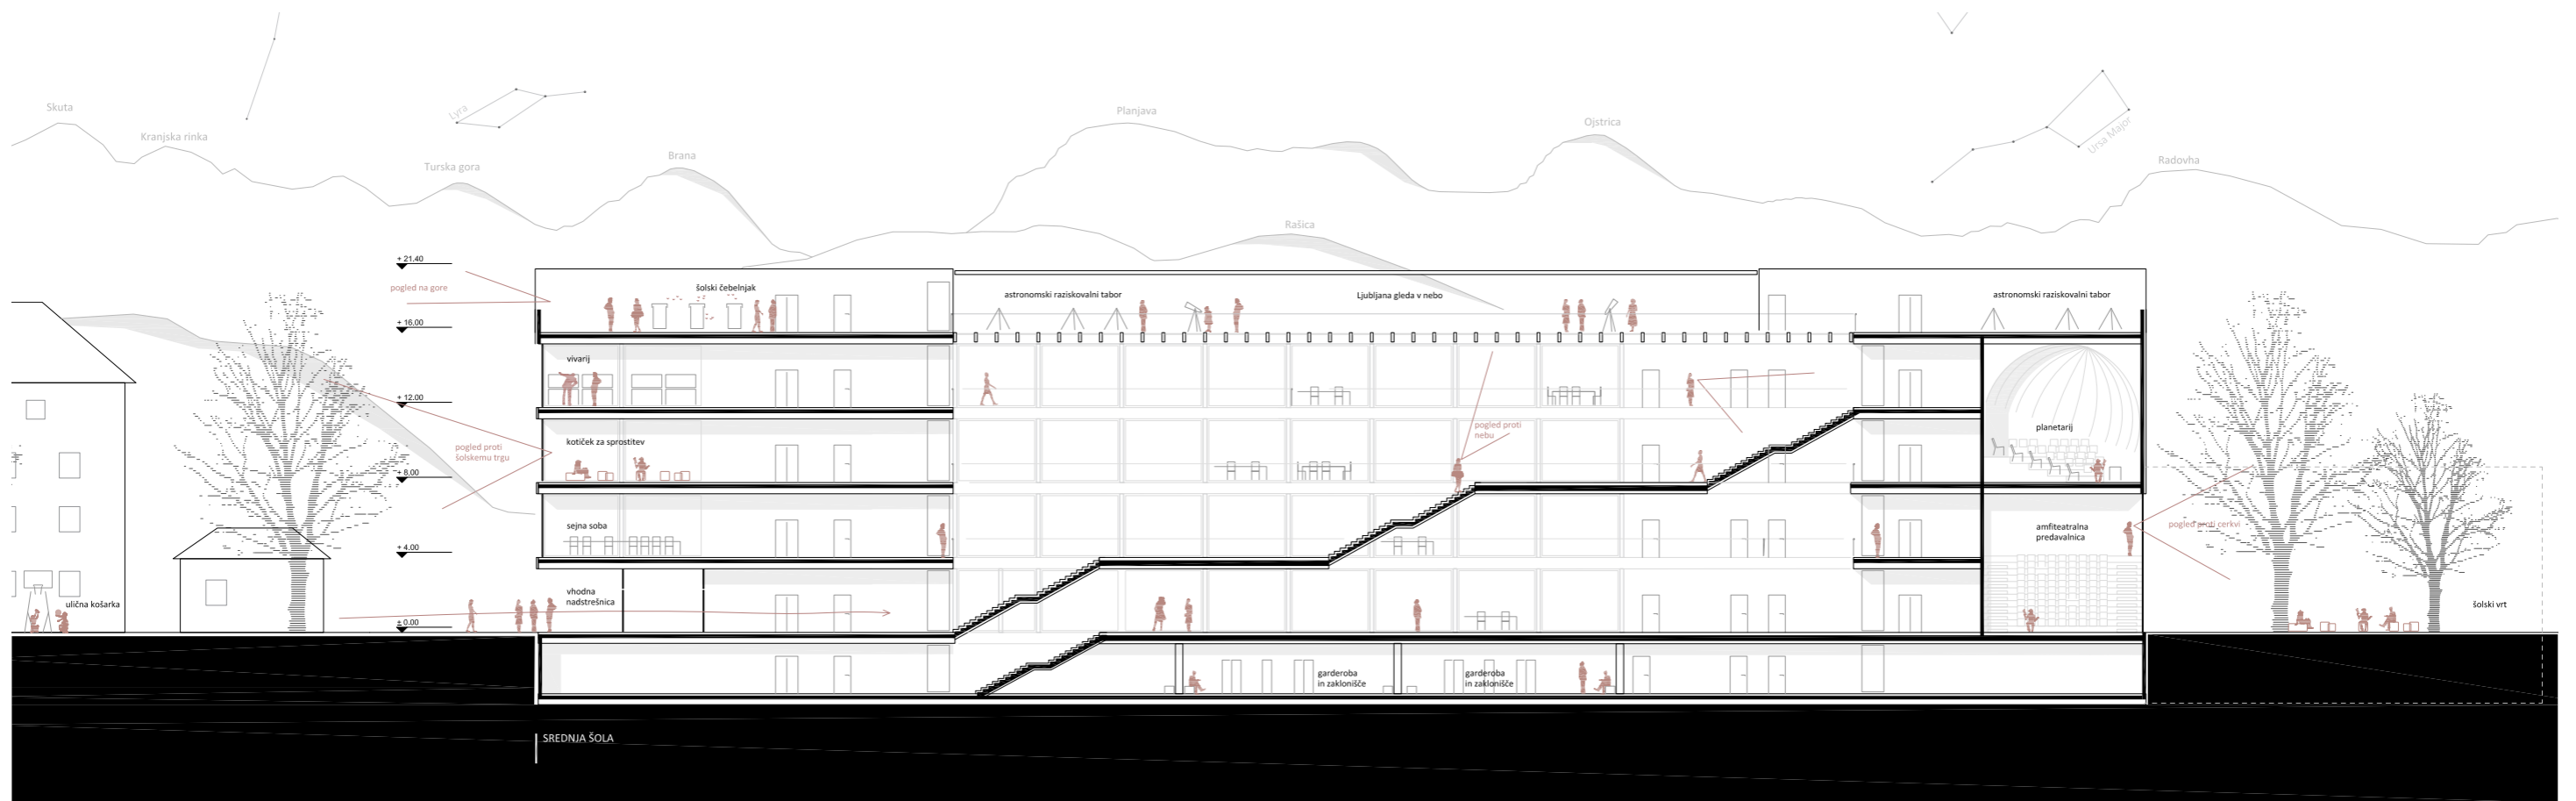 Skuta
Kranjska rinka
Turska gora
Lyra
Brana
Planjava
Rašica
Ojstrica
Ursa Major
Radovha
+ 21.40
pogled na gore
+ 16.00
+ 12.00
pogled proti
šolskemu trgu
+ 8.00
+ 4.00
± 0.00
ulična košarka
šolski čebelnjak
astronomski raziskovalni tabor
Ljubljana gleda v nebo
astronomski raziskovalni tabor
vivarij
kotiček za sprostitev
pogled proti
nebu
planetarij
sejna soba
amfiteatralna
predavalnica
pogled proti cerkvi
vhodna
nadstrešnica
šolski vrt
garderoba
in zaklonišče
garderoba
in zaklonišče
SREDNJA ŠOLA